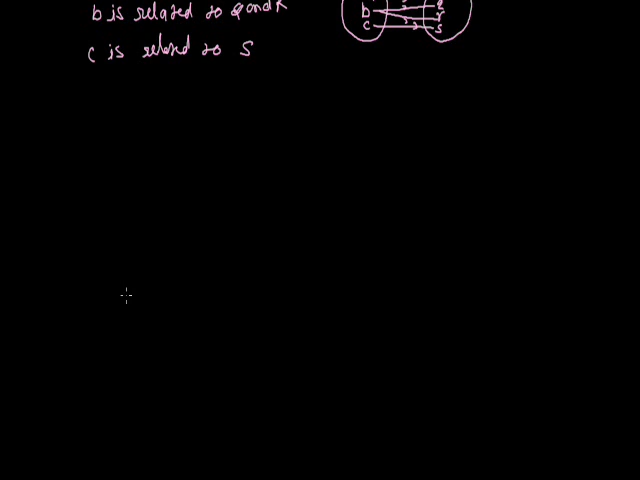 b is related to q and r
c is related to s
b q
r
c s